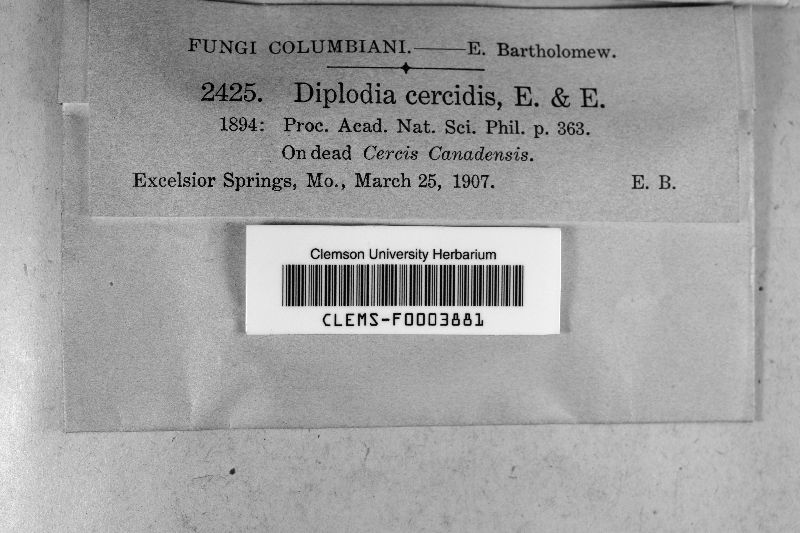 FUNGI COLUMBIANI.——E. Bartholomew.
2425. Diplodia cercidis, E. & E.
1894: Proc. Acad. Nat. Sci. Phil. p. 363.
On dead Cercis Canadensis.
Excelsior Springs, Mo., March 25, 1907. E. B.
Clemson University Herbarium
CLEMS-F0003881